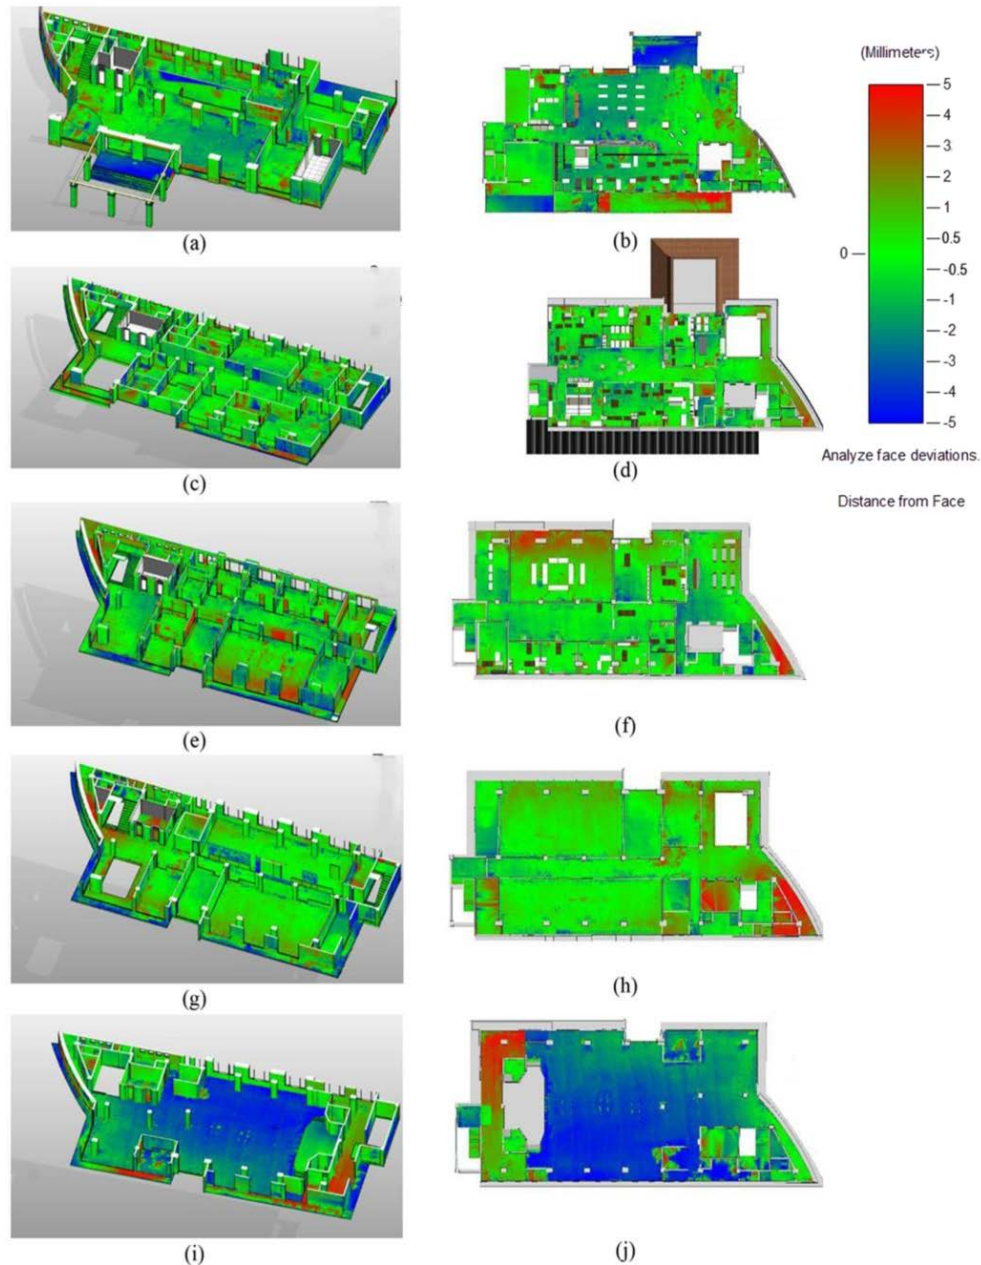 (Millimeters)
5
4
3
2
1
0.5
0
-0.5
-1
-2
-3
-4
-5
Analyze face deviations.
Distance from Face
(a)
(b)
(c)
(d)
(e)
(f)
(g)
(h)
(i)
(j)